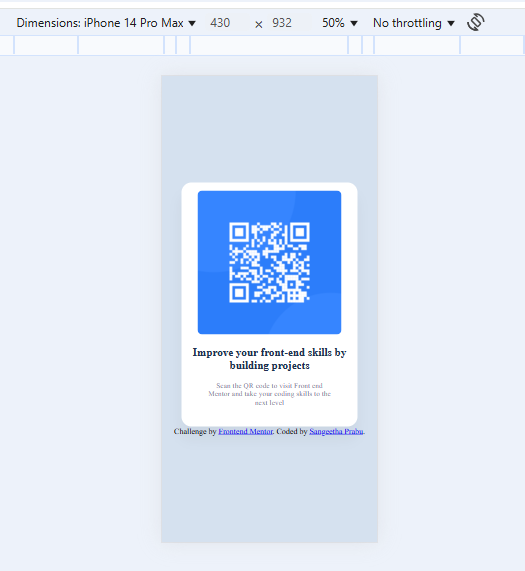 Dimensions: iPhone 14 Pro Max ▼ 430 × 932 50% ▼ No throttling ▼
Improve your front-end skills by
building projects
Scan the QR code to visit Front end
Mentor and take your coding skills to the
next level
Challenge by Frontend Mentor. Coded by Sangeetha Prabu.